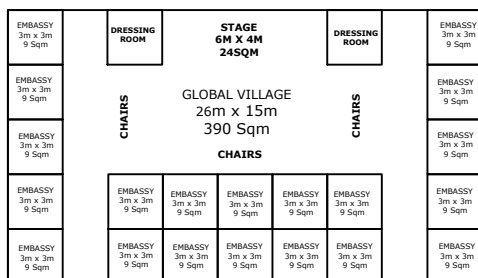 EMBASSY
3m x 3m
9 Sqm
DRESSING
ROOM
STAGE
6M X 4M
24SQM
DRESSING
ROOM
EMBASSY
3m x 3m
9 Sqm
EMBASSY
3m x 3m
9 Sqm
CHAIRS
GLOBAL VILLAGE
26m x 15m
390 Sqm
CHAIRS
CHAIRS
EMBASSY
3m x 3m
9 Sqm
EMBASSY
3m x 3m
9 Sqm
EMBASSY
3m x 3m
9 Sqm
EMBASSY
3m x 3m
9 Sqm
EMBASSY
3m x 3m
9 Sqm
EMBASSY
3m x 3m
9 Sqm
EMBASSY
3m x 3m
9 Sqm
EMBASSY
3m x 3m
9 Sqm
EMBASSY
3m x 3m
9 Sqm
EMBASSY
3m x 3m
9 Sqm
EMBASSY
3m x 3m
9 Sqm
EMBASSY
3m x 3m
9 Sqm
EMBASSY
3m x 3m
9 Sqm
EMBASSY
3m x 3m
9 Sqm
EMBASSY
3m x 3m
9 Sqm
EMBASSY
3m x 3m
9 Sqm
EMBASSY
3m x 3m
9 Sqm
EMBASSY
3m x 3m
9 Sqm